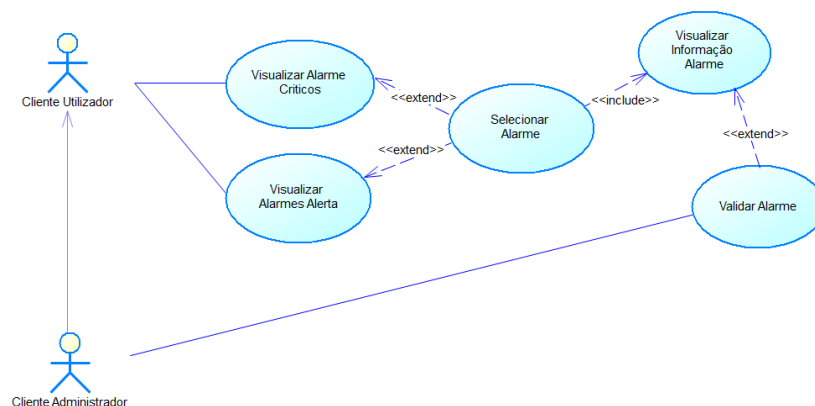 Visualizar
Informação
Alarme
Visualizar Alarme
Criticos
Cliente Utilizador
<<extend>>
<<include>>
Selecionar
Alarme
<<extend>>
<<extend>>
Visualizar
Alarmes Alerta
Validar Alarme
Cliente Administrador